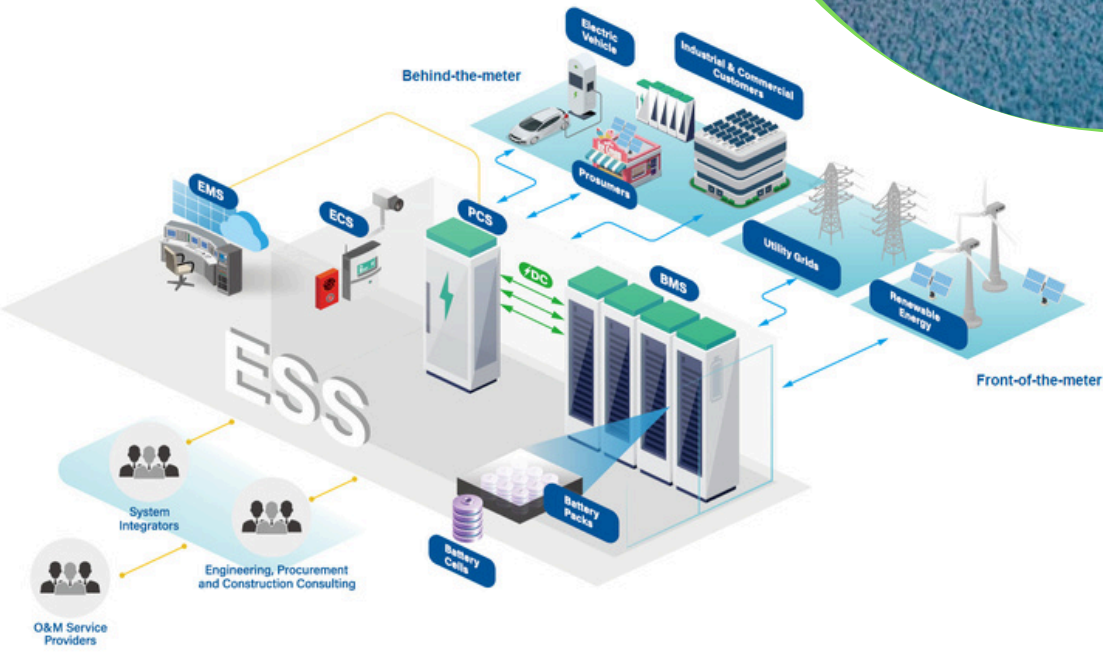 Electric
Vehicle
Industrial & Commercial
Customers
Behind-the-meter
Prosumers
EMS
ECS
PCS
DC
BMS
Utility Grids
Renewable
Energy
Front-of-the-meter
ESS
Battery
Packs
Battery
Cells
System
Integrators
Engineering, Procurement
and Construction Consulting
O&M Service
Providers